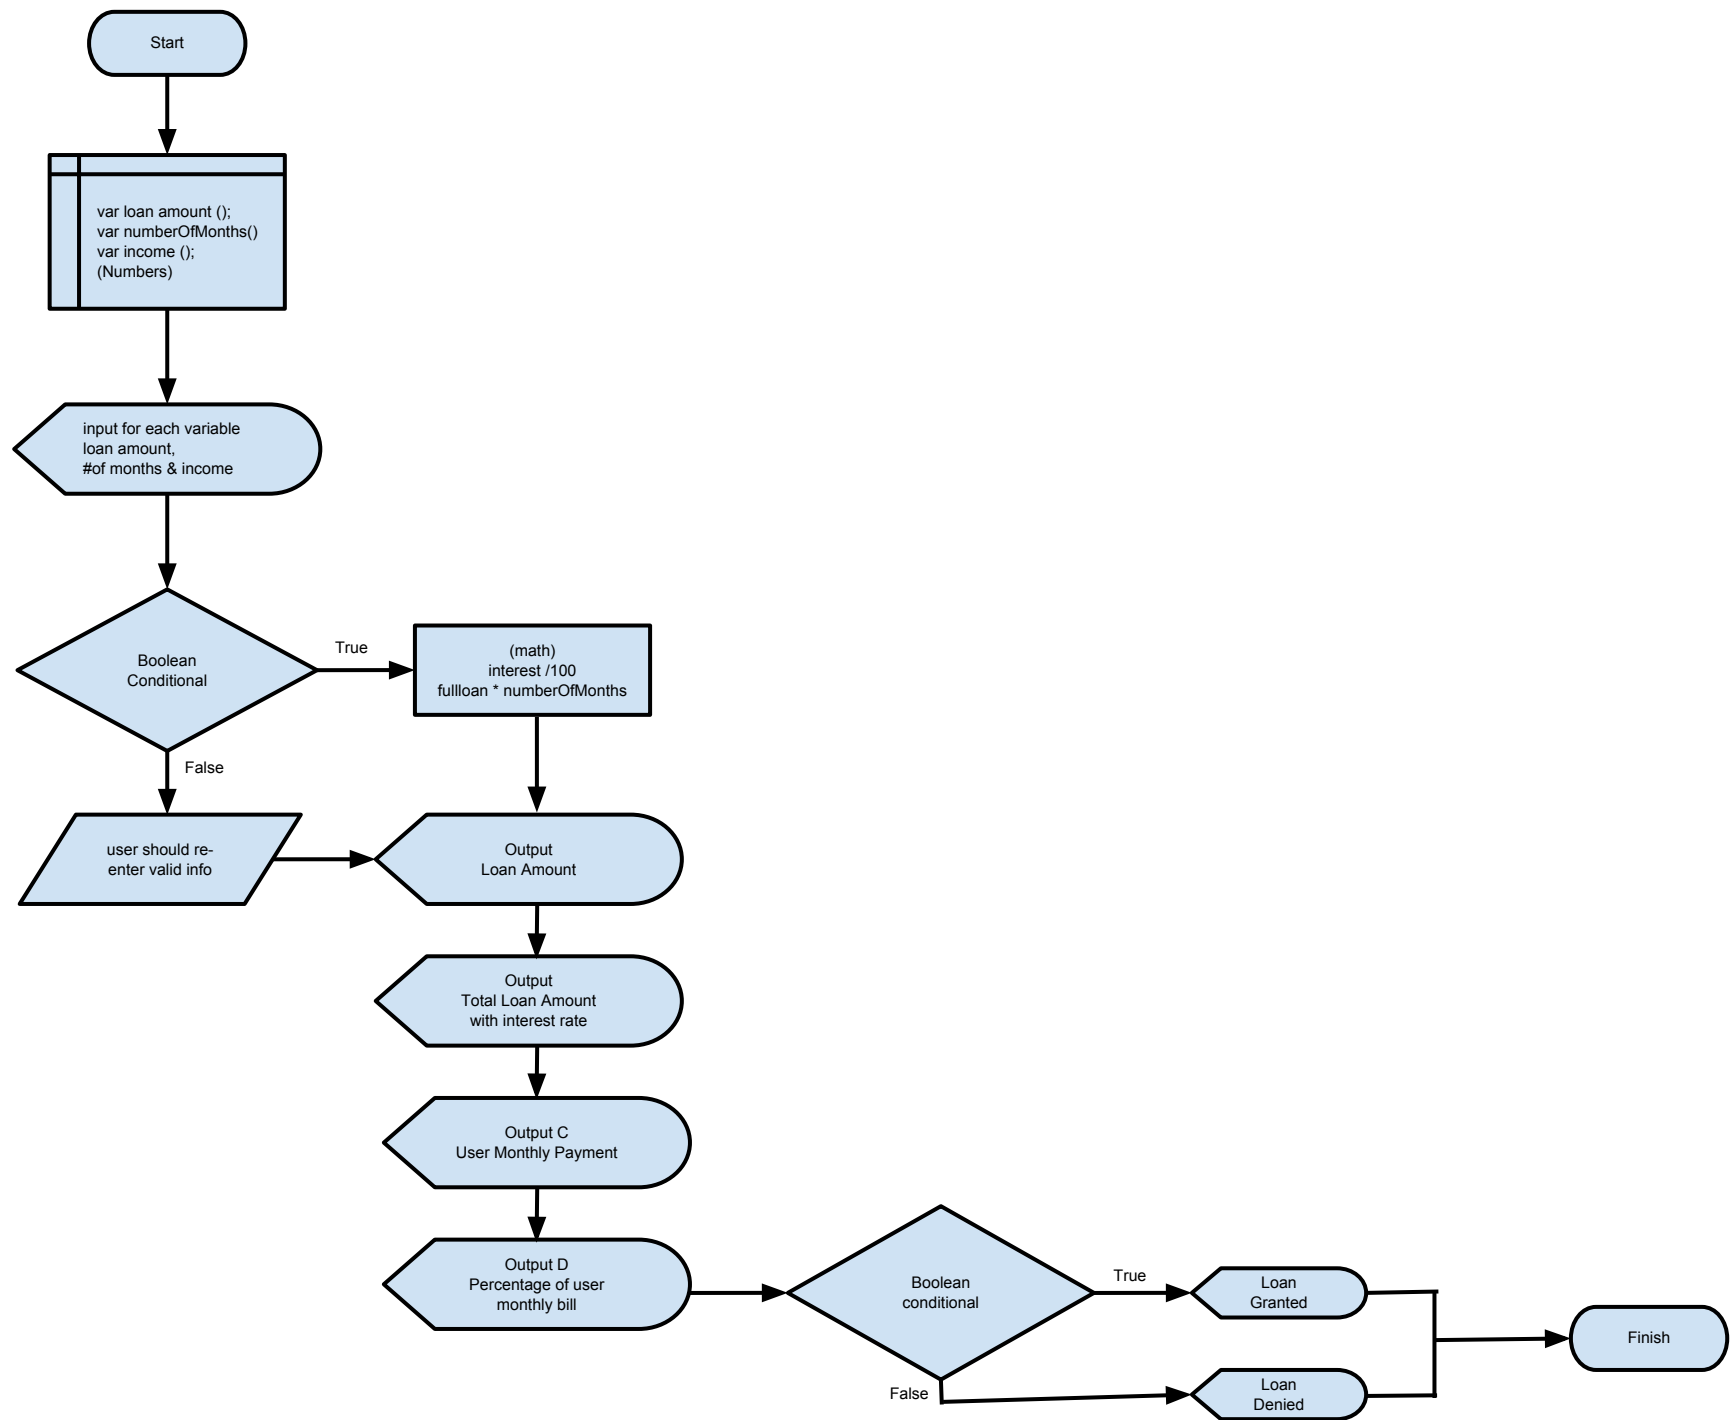 Start
var loan amount ();
var numberOfMonths()
var income ();
(Numbers)
input for each variable
loan amount,
#of months & income
Boolean
Conditional
True
(math)
interest /100
fullloan * numberOfMonths
False
user should re-
enter valid info
Output
Loan Amount
Output
Total Loan Amount
with interest rate
Output C
User Monthly Payment
Output D
Percentage of user
monthly bill
Boolean
conditional
True
Loan
Granted
False
Loan
Denied
Finish